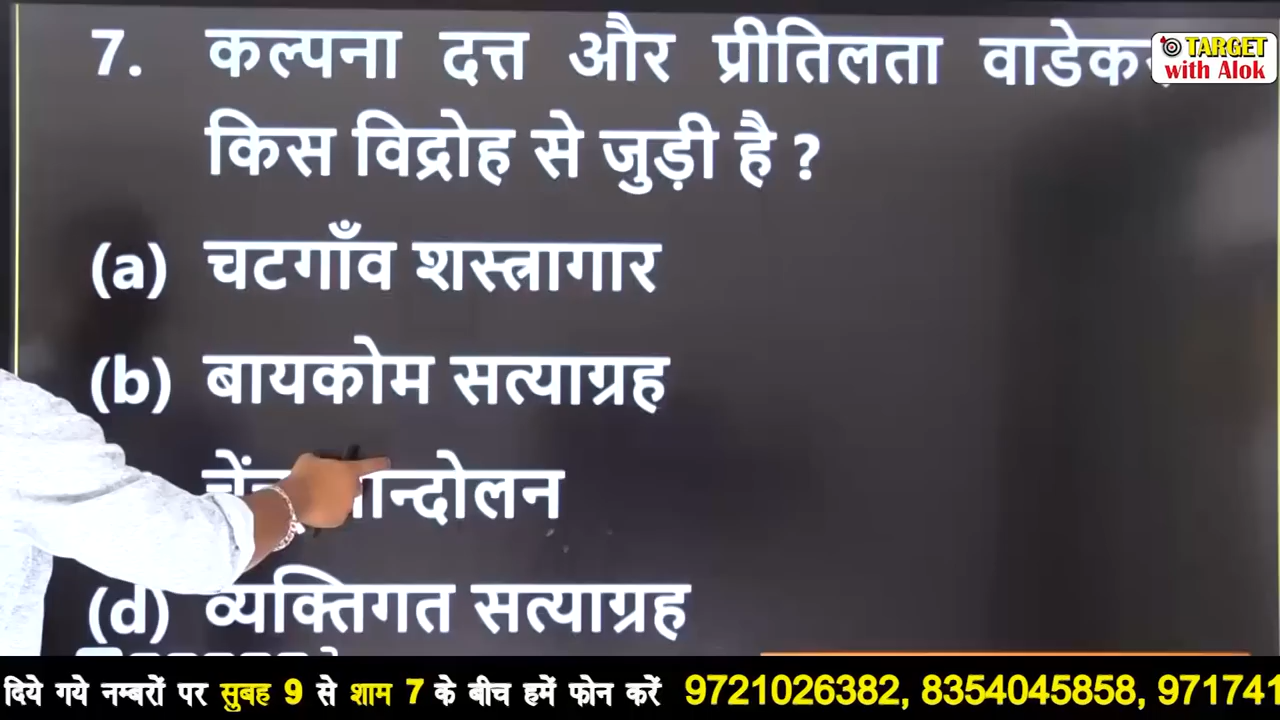 7. कल्पना दत्त और प्रीतिलता
TARGET
with Alok
किस विद्रोह से जुड़ी है ?
(a) चटगाँव शस्त्रागार
(b) बायकोम सत्याग्रह
(d) व्यक्तिगत सत्याग्रह
दिये गये नम्बरों पर सुबह 9 से शाम 7 के बीच हमें फोन करें 9721026382, 8354045858, 971741